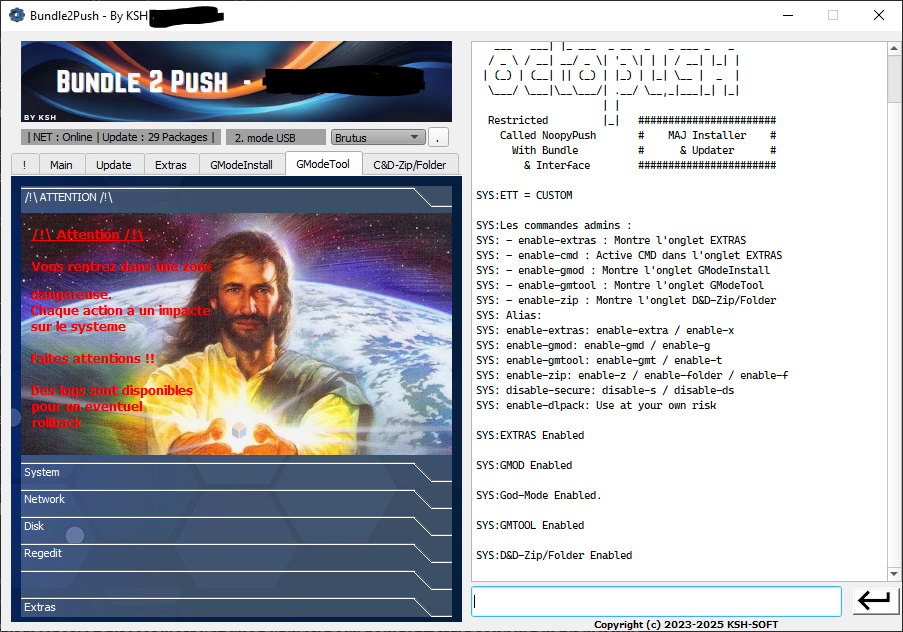 Bundle2Push - By KSH
BUNDLE 2 PUSH -
BY KSH
| NET : Online | Update : 29 Packages |
2. mode USB
Brutus
.
!
Main
Update
Extras
GModeInstall
GModeTool
C&D-Zip/Folder
/!\ ATTENTION /!\
/!\ Attention /!\
Vous rentrez dans une zone
dangereuse.
Chaque action a un impacte
sur le systeme
Faites attentions !!
Des logs sont disponibles
pour un eventuel
rollback
System
Network
Disk
Regedit
Extras
Restricted
########################
Called NoopyPush # MAJ Installer #
With Bundle # & Updater #
& Interface ########################
SYS:ETT = CUSTOM
SYS:Les commandes admins :
SYS: - enable-extras : Montre l'onglet EXTRAS
SYS: - enable-cmd : Active CMD dans l'onglet EXTRAS
SYS: - enable-gmod : Montre l'onglet GModeInstall
SYS: - enable-gmtool : Montre l'onglet GModeTool
SYS: - enable-zip : Montre l'onglet D&D-Zip/Folder
SYS: Alias:
SYS: enable-extras: enable-extra / enable-x
SYS: enable-gmod: enable-gmd / enable-g
SYS: enable-gmtool: enable-gmt / enable-t
SYS: enable-zip: enable-z / enable-folder / enable-f
SYS: disable-secure: disable-s / disable-ds
SYS: enable-dlpack: Use at your own risk
SYS:EXTRAS Enabled
SYS:GMOD Enabled
SYS:God-Mode Enabled.
SYS:GMTOOL Enabled
SYS:D&D-Zip/Folder Enabled
Copyright (c) 2023-2025 KSH-SOFT